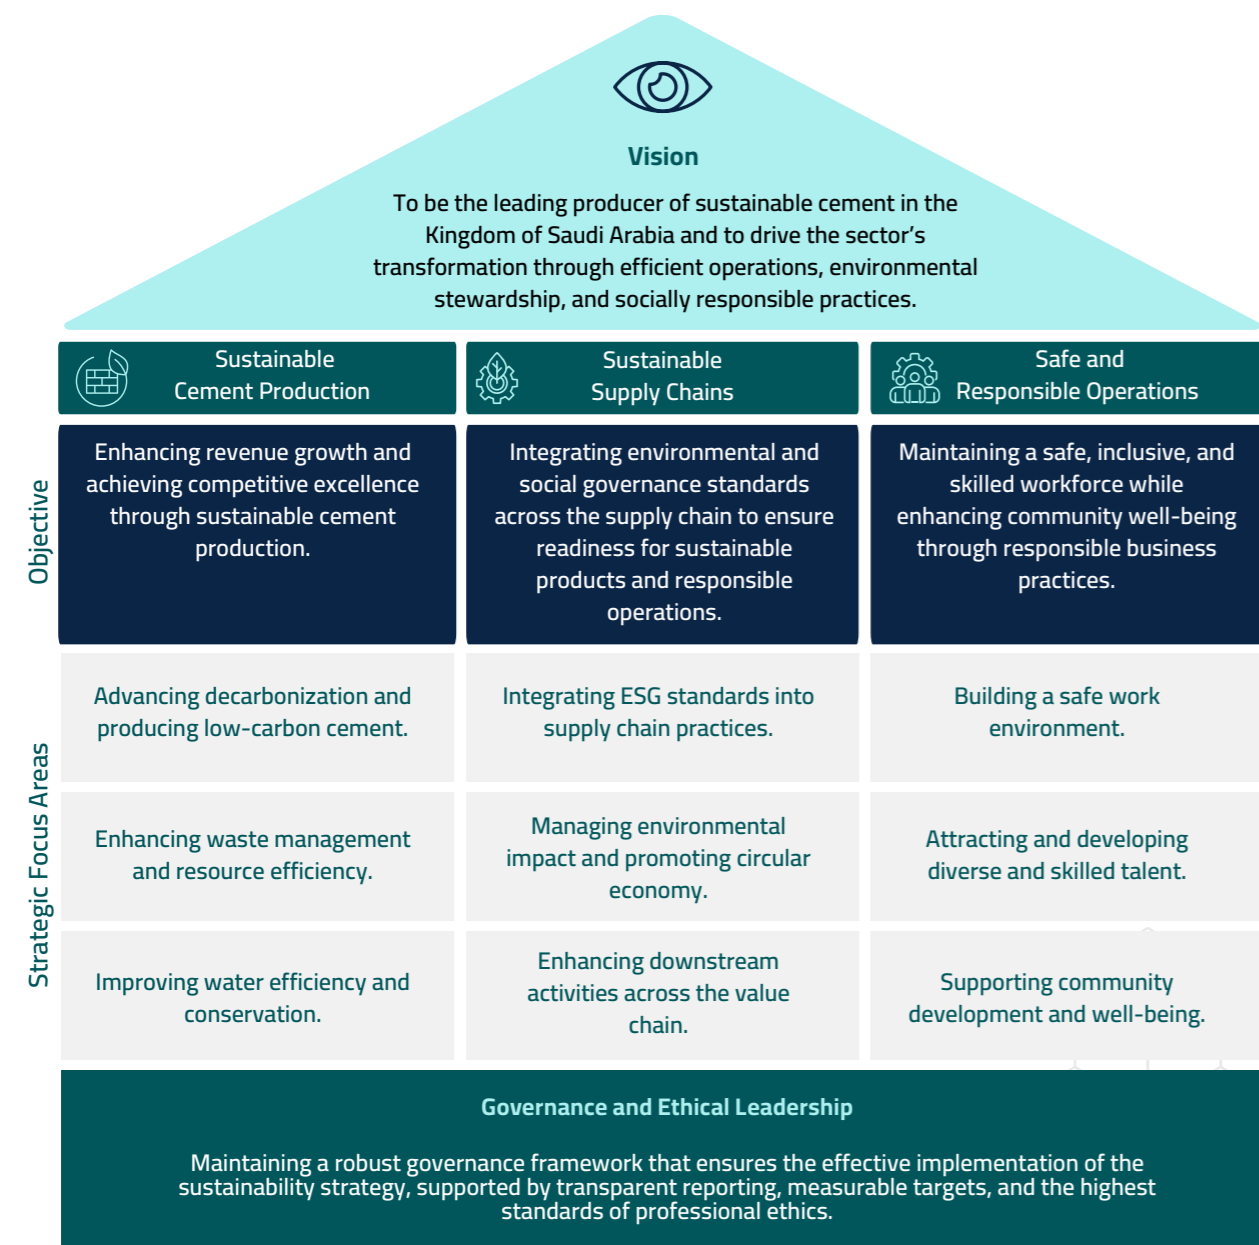 Vision
To be the leading producer of sustainable cement in the
Kingdom of Saudi Arabia and to drive the sector's
transformation through efficient operations, environmental
stewardship, and socially responsible practices.
Sustainable
Cement Production
Sustainable
Supply Chains
Safe and
Responsible Operations
Objective
Enhancing revenue growth and
achieving competitive excellence
through sustainable cement
production.
Integrating environmental and
social governance standards
across the supply chain to ensure
readiness for sustainable
products and responsible
operations.
Maintaining a safe, inclusive, and
skilled workforce while
enhancing community well-being
through responsible business
practices.
Strategic Focus Areas
Advancing decarbonization and
producing low-carbon cement.
Integrating ESG standards into
supply chain practices.
Building a safe work
environment.
Enhancing waste management
and resource efficiency.
Managing environmental
impact and promoting circular
economy.
Attracting and developing
diverse and skilled talent.
Improving water efficiency and
conservation.
Enhancing downstream
activities across the value
chain.
Supporting community
development and well-being.
Governance and Ethical Leadership
Maintaining a robust governance framework that ensures the effective implementation of the
sustainability strategy, supported by transparent reporting, measurable targets, and the highest
standards of professional ethics.